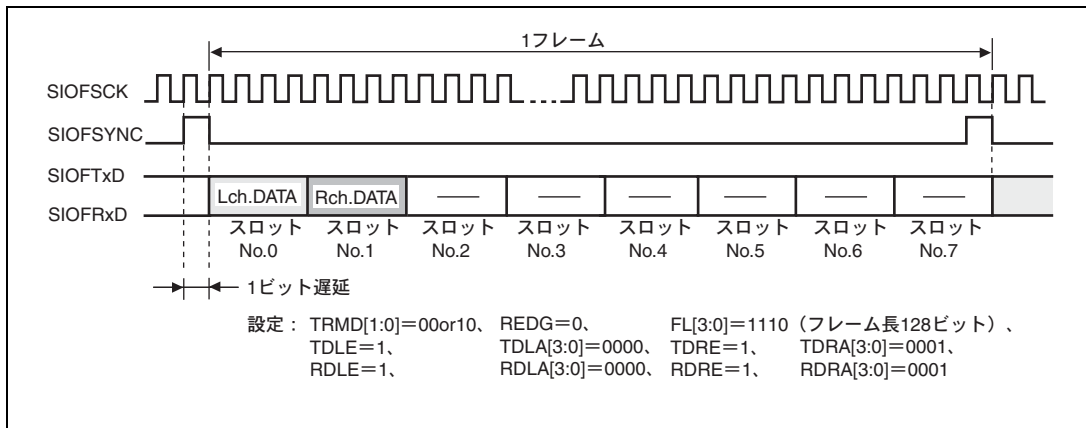 1フレーム
SIOFSCK
SIOFSYNC
SIOFTxD
SIOFRxD
Lch.DATA Rch.DATA
スロット スロット スロット スロット スロット スロット スロット スロット
No.0 No.1 No.2 No.3 No.4 No.5 No.6 No.7
1ビット遅延
設定： TRMD[1:0]＝00or10、 REDG＝0、 FL[3:0]＝1110（フレーム長128ビット）、
TDLE＝1、 TDLA[3:0]＝0000、 TDRE＝1、 TDRA[3:0]＝0001、
RDLE＝1、 RDLA[3:0]＝0000、 RDRE＝1、 RDRA[3:0]＝0001